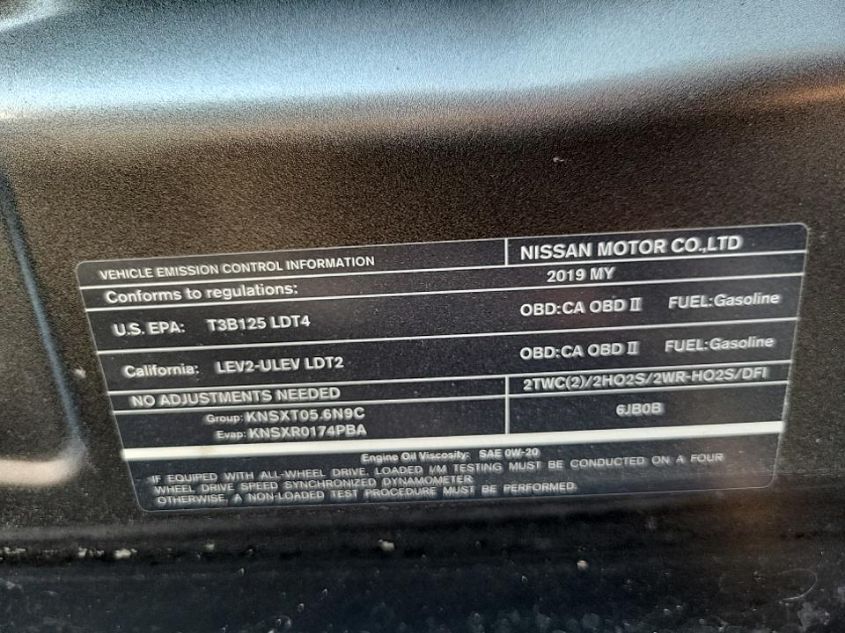 VEHICLE EMISSION CONTROL INFORMATION
NISSAN MOTOR CO.,LTD
Conforms to regulations:
2019 MY
U.S. EPA: T3B125 LDT4
OBD:CA OBD II FUEL:Gasoline
California: LEV2-ULEV LDT2
OBD:CA OBD II FUEL:Gasoline
NO ADJUSTMENTS NEEDED
2TWC(2)/2HO2S/2WR-HO2S/DFI
Group:KNSXT05.6N9C
Evap:KNSXR0174PBA
6JB0B
Engine Oil Viscosity: SAE 0W-20
IF EQUIPED WITH ALL-WHEEL DRIVE, LOADED I/M TESTING MUST BE CONDUCTED ON A FOUR
WHEEL DRIVE SPEED SYNCHRONIZED DYNAMOMETER.
OTHERWISE, A NON-LOADED TEST PROCEDURE MUST BE PERFORMED.